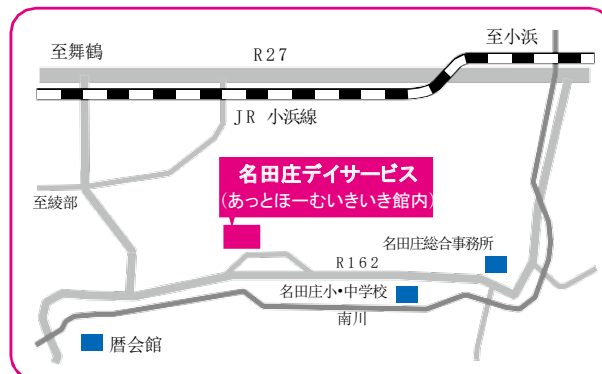 至舞鶴
R27
至小浜
JR 小浜線
名田庄デイサービス
(あっとほーむいきいき館内)
至綾部
名田庄総合事務所
R162
名田庄小・中学校
南川
暦会館